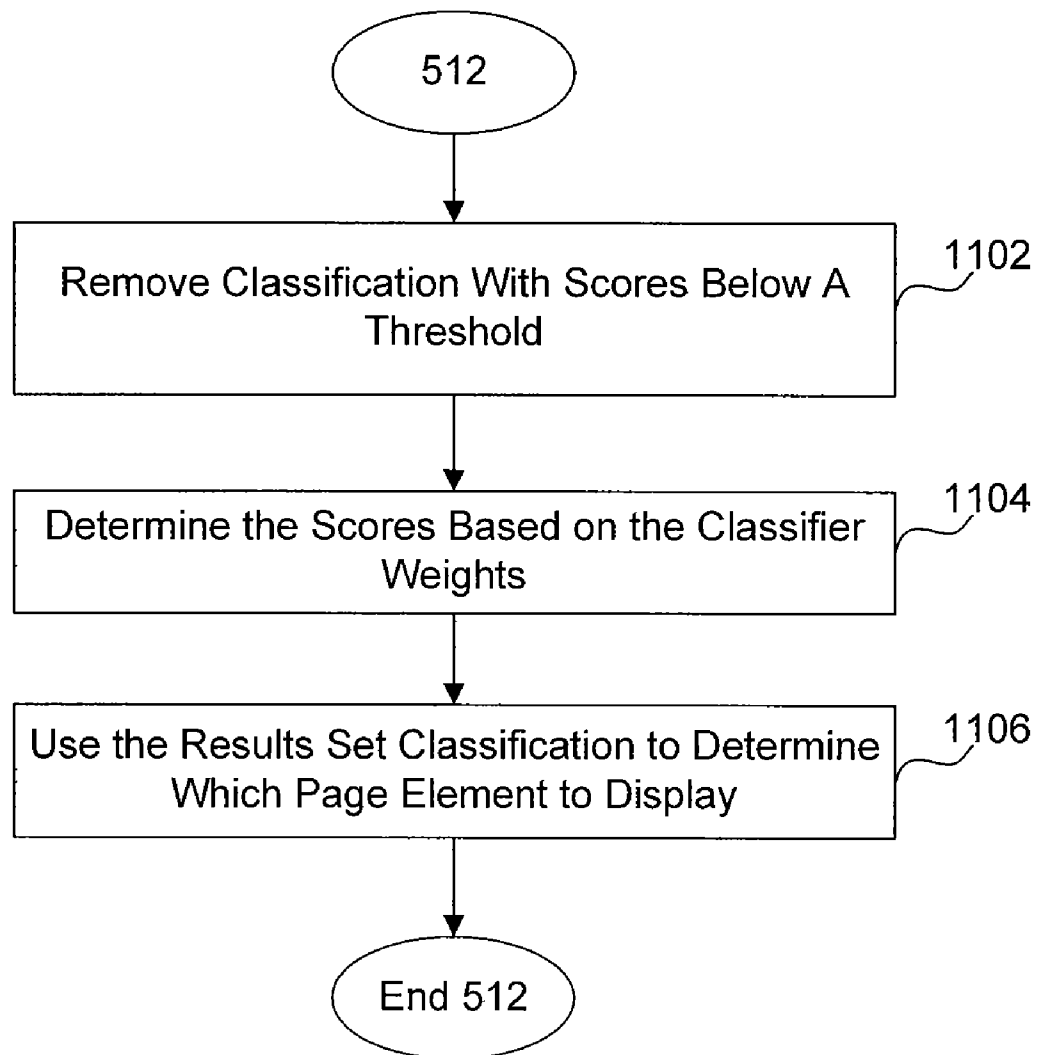 512
Remove Classification With Scores Below A
Threshold
1102
Determine the Scores Based on the Classifier
Weights
1104
Use the Results Set Classification to Determine
Which Page Element to Display
1106
End 512